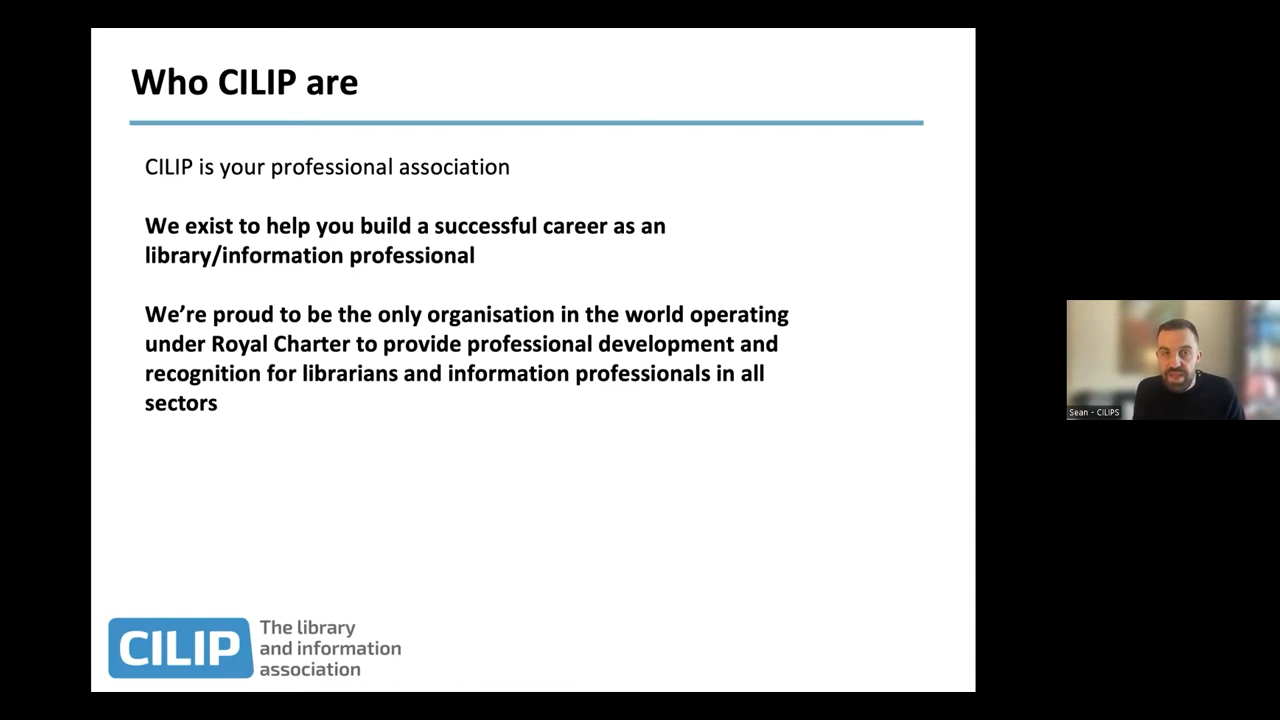 Who CILIP are
CILIP is your professional association
We exist to help you build a successful career as an
library/information professional
We’re proud to be the only organisation in the world operating
under Royal Charter to provide professional development and
recognition for librarians and information professionals in all
sectors
Sean - CILIPS
CILIP
The library
and information
association